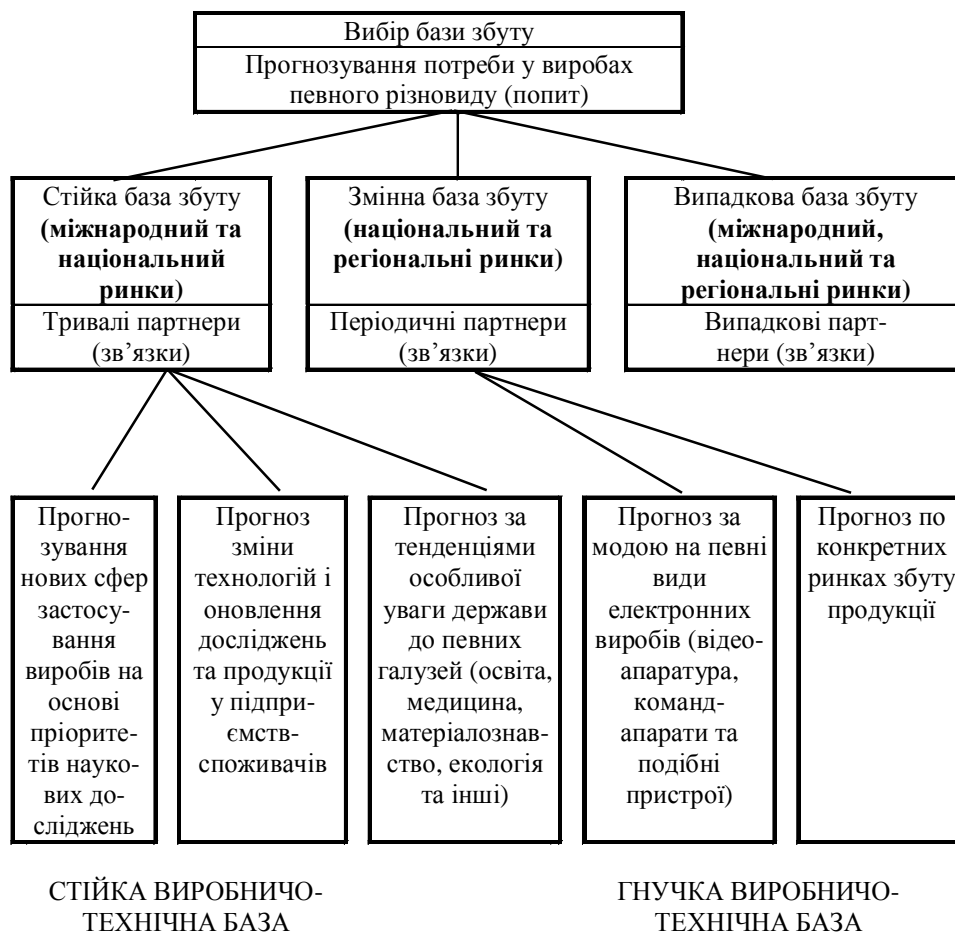 Вибір бази збуту
Прогнозування потреби у виробах
певного різновиду (попит)
Стійка база збуту
(міжнародний та
національний
ринки)
Тривалі партнери
(зв’язки)
Змінна база збуту
(національний та
регіональні ринки)
Періодичні партнери
(зв’язки)
Випадкова база збуту
(міжнародний,
національний та
регіональні ринки)
Випадкові парт-
нери (зв’язки)
Прогно-
зування
нових сфер
застосу-
вання
виробів на
основі
пріорите-
тів науко-
вих до-
сліджень
Прогноз
зміни
технологій і
оновлення
досліджень
та продукції
у підпри-
ємств-
споживачів
Прогноз за
тенденціями
особливої
уваги держави
до певних
галузей (освіта,
медицина,
матеріалознав-
ство, екологія
та інші)
Прогноз за
модою на певні
види
електронних
виробів (відео-
апаратура,
команд-
апарати та
подібні
пристрої)
Прогноз по
конкретних
ринках збуту
продукції
СТІЙКА ВИРОБНИЧО-
ТЕХНІЧНА БАЗА
ГНУЧКА ВИРОБНИЧО-
ТЕХНІЧНА БАЗА